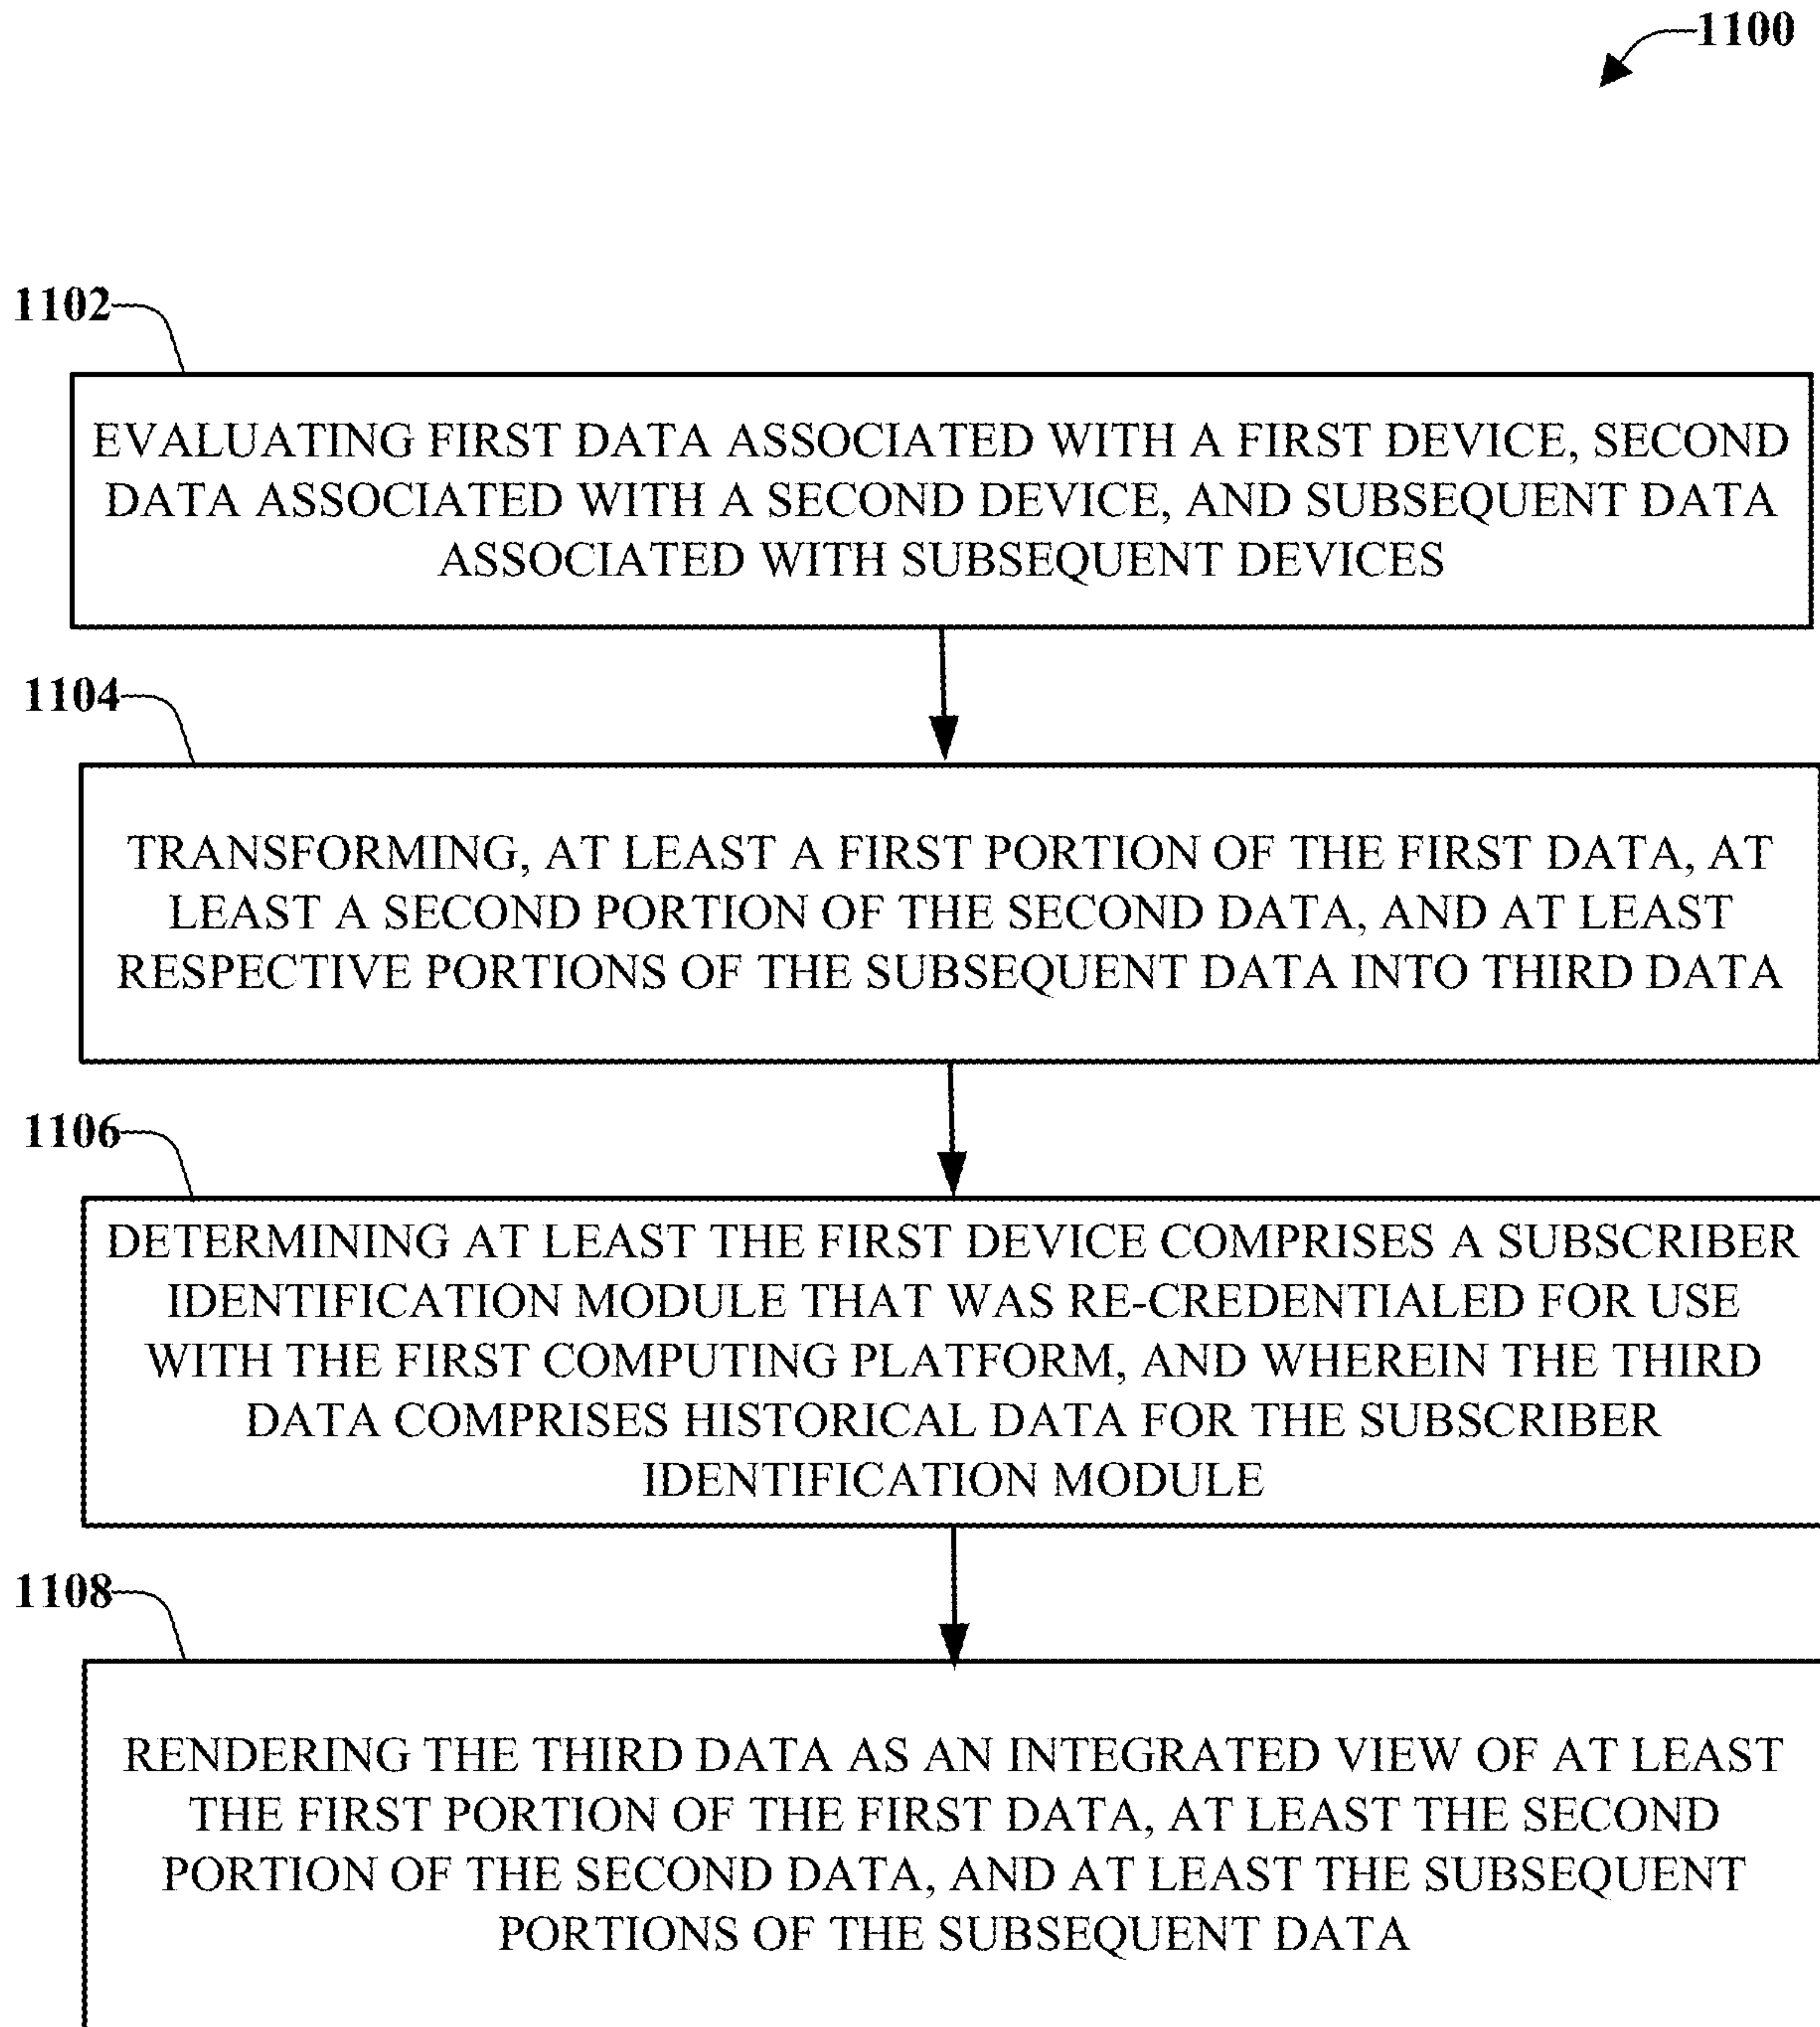 1100
1102
EVALUATING FIRST DATA ASSOCIATED WITH A FIRST DEVICE, SECOND
DATA ASSOCIATED WITH A SECOND DEVICE, AND SUBSEQUENT DATA
ASSOCIATED WITH SUBSEQUENT DEVICES
1104
TRANSFORMING, AT LEAST A FIRST PORTION OF THE FIRST DATA, AT
LEAST A SECOND PORTION OF THE SECOND DATA, AND AT LEAST
RESPECTIVE PORTIONS OF THE SUBSEQUENT DATA INTO THIRD DATA
1106
DETERMINING AT LEAST THE FIRST DEVICE COMPRISES A SUBSCRIBER
IDENTIFICATION MODULE THAT WAS RE-CREDENTIALED FOR USE
WITH THE FIRST COMPUTING PLATFORM, AND WHEREIN THE THIRD
DATA COMPRISES HISTORICAL DATA FOR THE SUBSCRIBER
IDENTIFICATION MODULE
1108
RENDERING THE THIRD DATA AS AN INTEGRATED VIEW OF AT LEAST
THE FIRST PORTION OF THE FIRST DATA, AT LEAST THE SECOND
PORTION OF THE SECOND DATA, AND AT LEAST THE SUBSEQUENT
PORTIONS OF THE SUBSEQUENT DATA